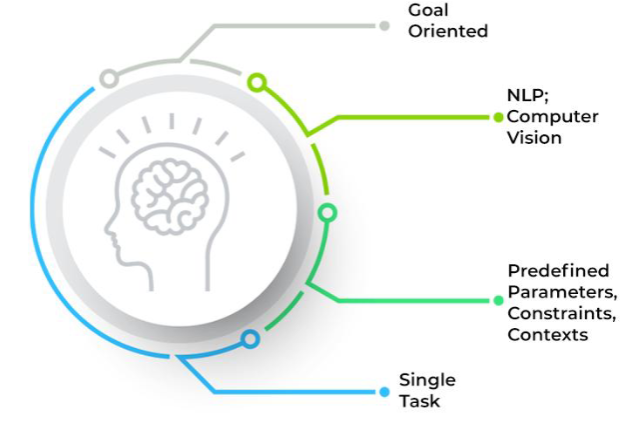 Goal
Oriented
NLP;
Computer
Vision
Predefined
Parameters,
Constraints,
Contexts
Single
Task